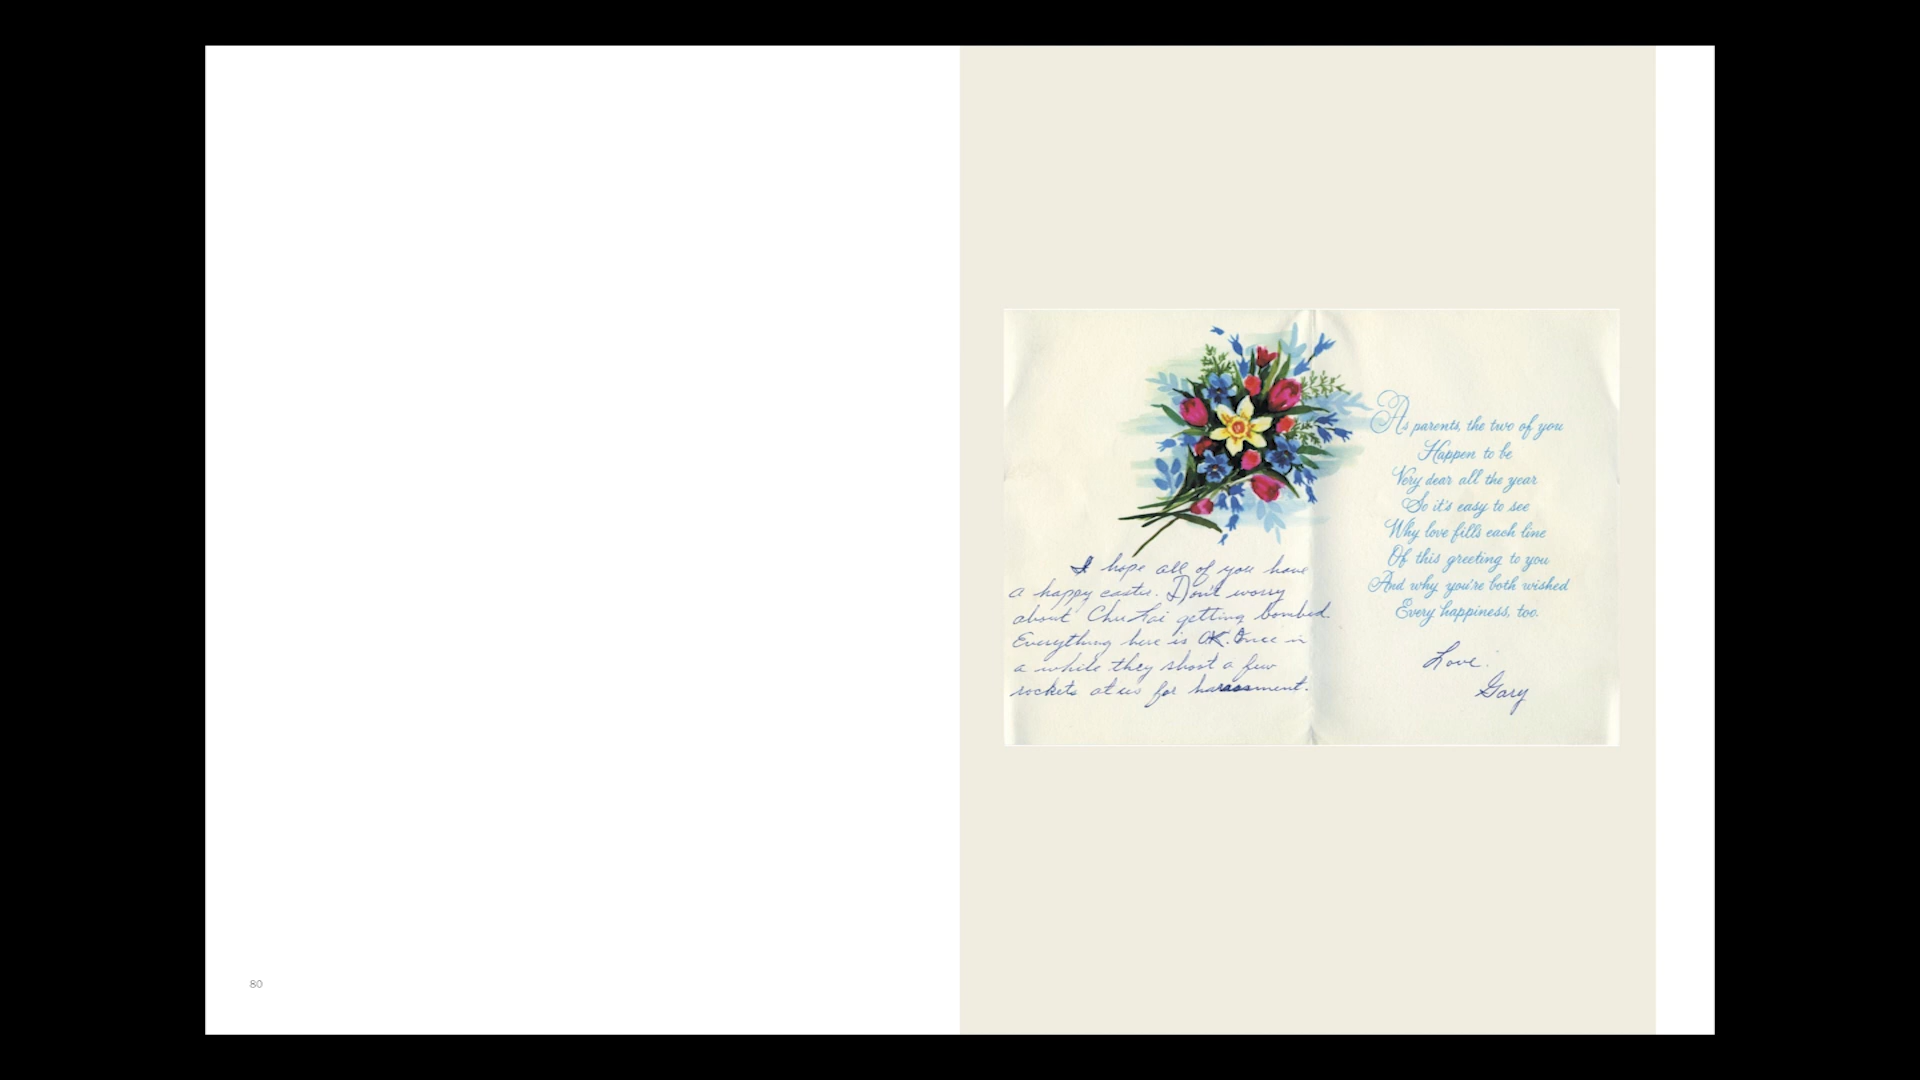 I hope all of you have
a happy easter. Don't worry
about Chu Lai getting bombed.
Everything here is OK. Once in
a while they shoot a few
rockets at us for harassment.
As parents, the two of you
Happen to be
Very dear all the year
So it's easy to see
Why love fills each line
Of this greeting to you
And why you're both wished
Every happiness, too.
Love,
Gary
80